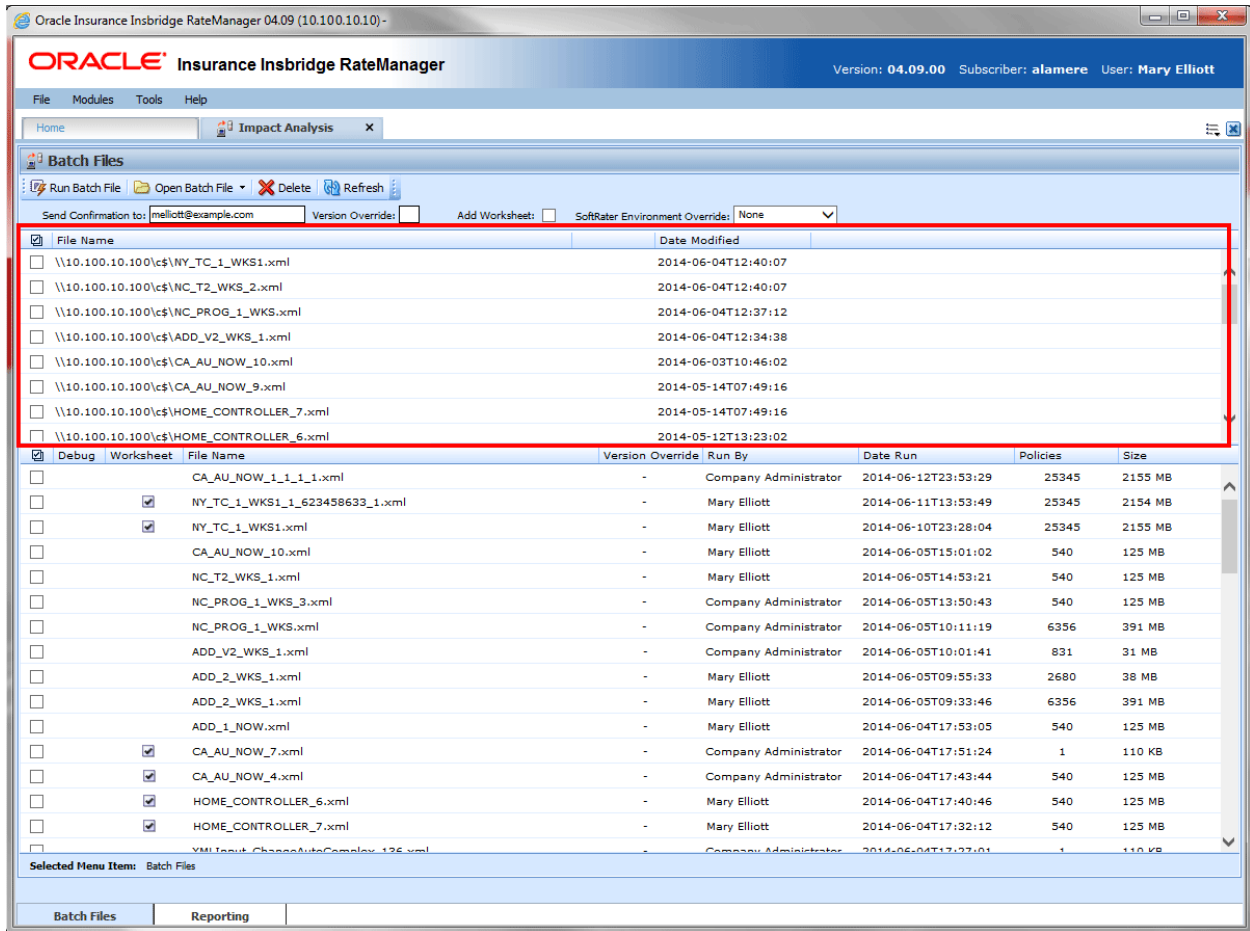 Oracle Insurance Insbridge RateManager 04.09 (10.100.10.10) -
ORACLE' Insurance Insbridge RateManager
Version: 04.09.00 Subscriber: alamere User: Mary Elliott
File Modules Tools Help
Home Impact Analysis x
Batch Files
Run Batch File Open Batch File Delete Refresh
Send Confirmation to: melliott@example.com Version Override: Add Worksheet: SoftRater Environment Override: None
File Name Date Modified
\\10.100.10.100\c$\NY_TC_1_WKS1.xml 2014-06-04T12:40:07
\\10.100.10.100\c$\NC_T2_WKS_2.xml 2014-06-04T12:40:07
\\10.100.10.100\c$\NC_PROG_1_WKS.xml 2014-06-04T12:37:12
\\10.100.10.100\c$\ADD_V2_WKS_1.xml 2014-06-04T12:34:38
\\10.100.10.100\c$\CA_AU_NOW_10.xml 2014-06-03T10:46:02
\\10.100.10.100\c$\CA_AU_NOW_9.xml 2014-05-14T07:49:16
\\10.100.10.100\c$\HOME_CONTROLLER_7.xml 2014-05-14T07:49:16
\\10.100.10.100\c$\HOME_CONTROLLER_6.xml 2014-05-12T13:23:02
Debug Worksheet File Name Version Override Run By Date Run Policies Size
CA_AU_NOW_1_1_1_1.xml - Company Administrator 2014-06-12T23:53:29 25345 2155 MB
NY_TC_1_WKS1_1_623458633_1.xml - Mary Elliott 2014-06-11T13:53:49 25345 2154 MB
NY_TC_1_WKS1.xml - Mary Elliott 2014-06-10T23:28:04 25345 2155 MB
CA_AU_NOW_10.xml - Mary Elliott 2014-06-05T15:01:02 540 125 MB
NC_T2_WKS_1.xml - Mary Elliott 2014-06-05T14:53:21 540 125 MB
NC_PROG_1_WKS_3.xml - Company Administrator 2014-06-05T13:50:43 540 125 MB
NC_PROG_1_WKS.xml - Company Administrator 2014-06-05T10:11:19 6356 391 MB
ADD_V2_WKS_1.xml - Company Administrator 2014-06-05T10:01:41 831 31 MB
ADD_2_WKS_1.xml - Mary Elliott 2014-06-05T09:55:33 2680 38 MB
ADD_2_WKS_1.xml - Mary Elliott 2014-06-05T09:33:46 6356 391 MB
ADD_1_NOW.xml - Mary Elliott 2014-06-04T17:53:05 540 125 MB
CA_AU_NOW_7.xml - Company Administrator 2014-06-04T17:51:24 1 110 KB
CA_AU_NOW_4.xml - Company Administrator 2014-06-04T17:43:44 540 125 MB
HOME_CONTROLLER_6.xml - Mary Elliott 2014-06-04T17:40:46 540 125 MB
HOME_CONTROLLER_7.xml - Mary Elliott 2014-06-04T17:32:12 540 125 MB
XMLInput_ChangeAutoComplex_136.xml - Company Administrator 2014-06-04T17:27:01 1 110 KB
Selected Menu Item: Batch Files
Batch Files Reporting